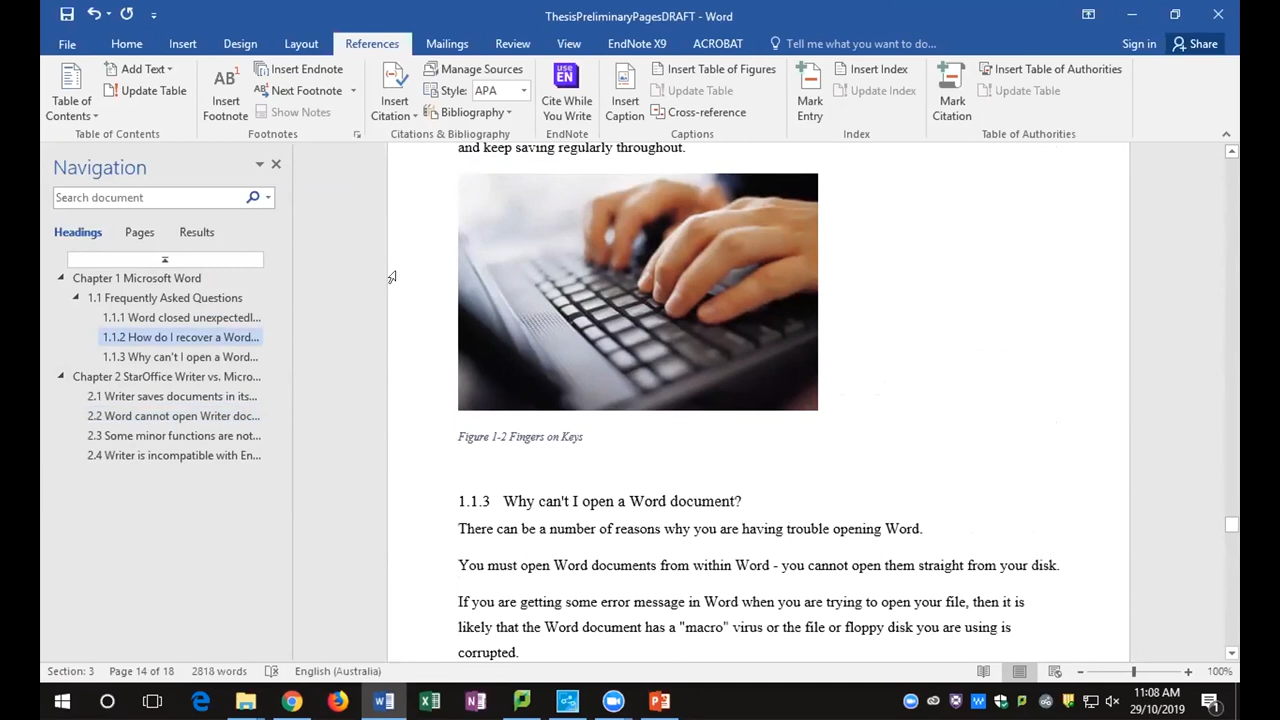 ThesisPreliminaryPagesDRAFT - Word
File Home Insert Design Layout References Mailings Review View EndNote X9 ACROBAT Tell me what you want to do... Sign in Share
Table of Contents
Add Text
Update Table
Table of Contents
AB1
Insert Footnote
Insert Endnote
Next Footnote
Show Notes
Footnotes
Insert Citation
Manage Sources
Style: APA
Bibliography
Citations & Bibliography
use EN
Cite While You Write
EndNote
Insert Caption
Insert Table of Figures
Update Table
Cross-reference
Captions
Mark Entry
Insert Index
Update Index
Index
Mark Citation
Insert Table of Authorities
Update Table
Table of Authorities
Navigation
Search document
Headings Pages Results
Chapter 1 Microsoft Word
1.1 Frequently Asked Questions
1.1.1 Word closed unexpectedl...
1.1.2 How do I recover a Word...
1.1.3 Why can't I open a Word...
Chapter 2 StarOffice Writer vs. Micro...
2.1 Writer saves documents in its...
2.2 Word cannot open Writer doc...
2.3 Some minor functions are not...
2.4 Writer is incompatible with En...
and keep saving regularly throughout.
Figure 1-2 Fingers on Keys
1.1.3 Why can't I open a Word document?
There can be a number of reasons why you are having trouble opening Word.
You must open Word documents from within Word - you cannot open them straight from your disk.
If you are getting some error message in Word when you are trying to open your file, then it is
likely that the Word document has a "macro" virus or the file or floppy disk you are using is
corrupted.
Section: 3 Page 14 of 18 2818 words English (Australia) 100%
11:08 AM
29/10/2019
1